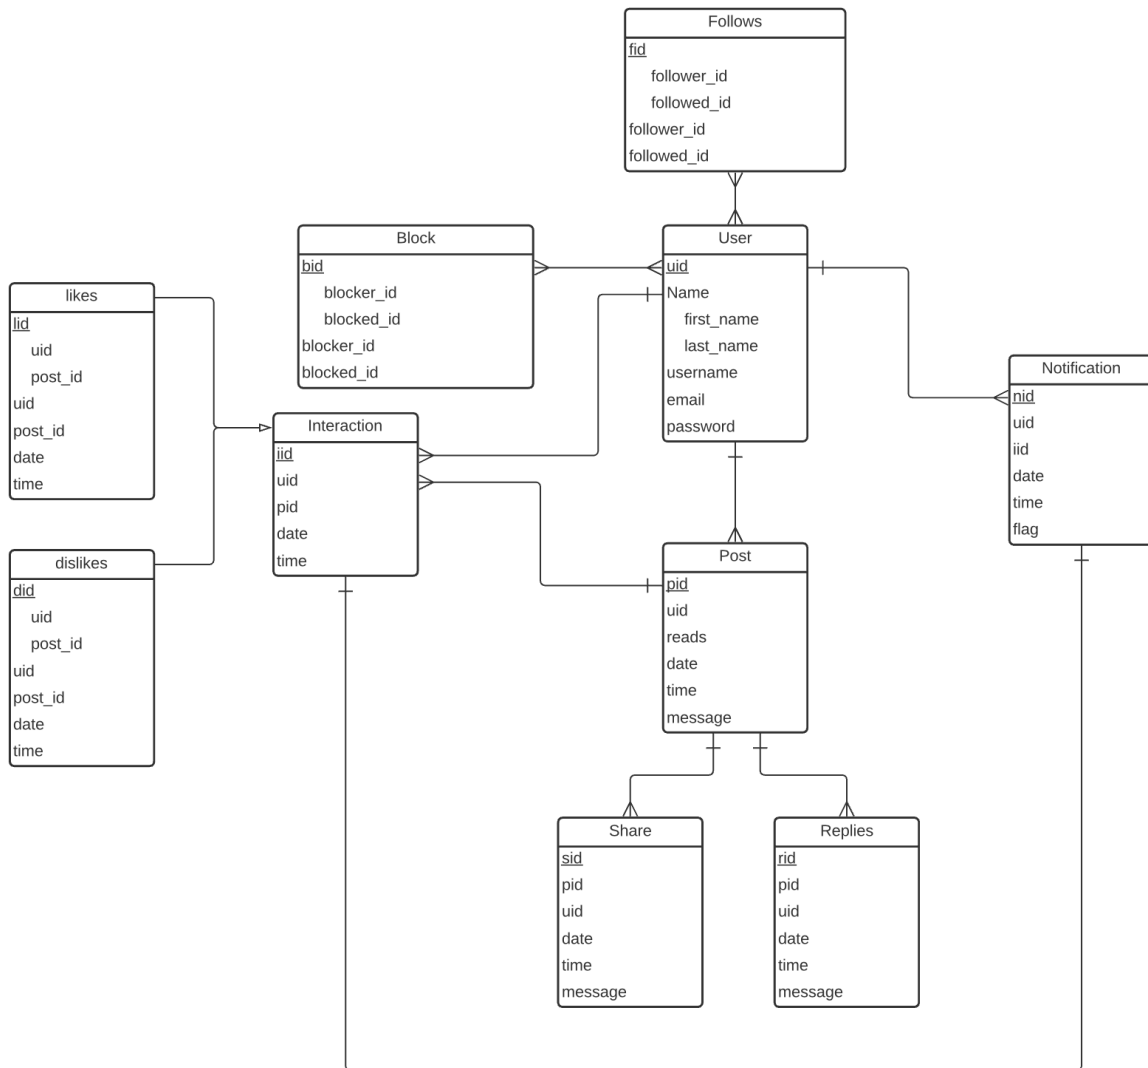 Follows
fid
follower_id
followed_id
follower_id
followed_id
Block
bid
blocker_id
blocked_id
blocker_id
blocked_id
User
uid
Name
first_name
last_name
username
email
password
likes
lid
uid
post_id
uid
post_id
date
time
Notification
nid
uid
iid
date
time
flag
Interaction
iid
uid
pid
date
time
dislikes
did
uid
post_id
uid
post_id
date
time
Post
pid
uid
reads
date
time
message
Share
sid
pid
uid
date
time
message
Replies
rid
pid
uid
date
time
message